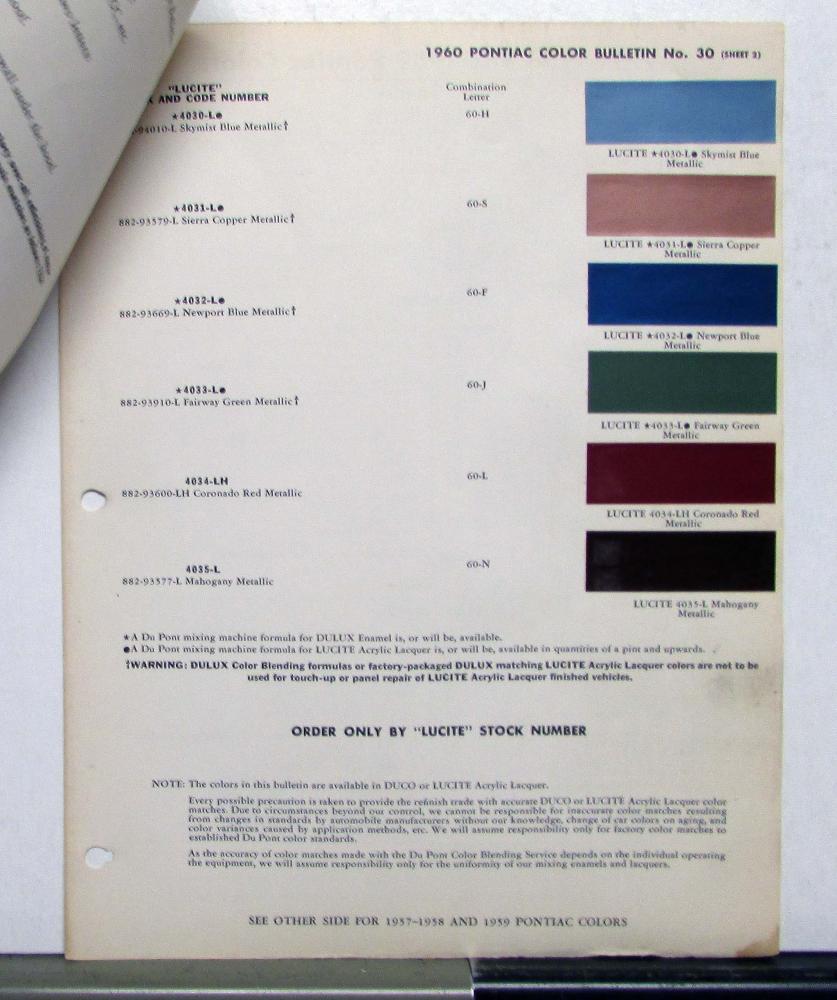 1960 PONTIAC COLOR BULLETIN No. 30 (SHEET 2)
"LUCITE"
AND CODE NUMBER
Combination
Letter
★4030-L●
94010-L Skymist Blue Metallic†
60-H
LUCITE ★4030-L● Skymist Blue
Metallic
★4031-L●
882-93579-L Sierra Copper Metallic†
60-S
LUCITE ★4031-L● Sierra Copper
Metallic
★4032-L●
882-93669-L Newport Blue Metallic†
60-F
LUCITE ★4032-L● Newport Blue
Metallic
★4033-L●
882-93910-L Fairway Green Metallic†
60-J
LUCITE ★4033-L● Fairway Green
Metallic
4034-LH
882-93600-LH Coronado Red Metallic
60-L
LUCITE 4034-LH Coronado Red
Metallic
4035-L
882-93577-L Mahogany Metallic
60-N
LUCITE 4035-L Mahogany
Metallic
★A Du Pont mixing machine formula for DULUX Enamel is, or will be, available.
●A Du Pont mixing machine formula for LUCITE Acrylic Lacquer is, or will be, available in quantities of a pint and upwards.
†WARNING: DULUX Color Blending formulas or factory-packaged DULUX matching LUCITE Acrylic Lacquer colors are not to be
used for touch-up or panel repair of LUCITE Acrylic Lacquer finished vehicles.
ORDER ONLY BY "LUCITE" STOCK NUMBER
NOTE: The colors in this bulletin are available in DUCO or LUCITE Acrylic Lacquer.
Every possible precaution is taken to provide the refinish trade with accurate DUCO or LUCITE Acrylic Lacquer color
matches. Due to circumstances beyond our control, we cannot be responsible for inaccurate color matches resulting
from changes in standards by automobile manufacturers without our knowledge, change of car colors on aging, and
color variances caused by application methods, etc. We will assume responsibility only for factory color matches to
established Du Pont color standards.
As the accuracy of color matches made with the Du Pont Color Blending Service depends on the individual operating
the equipment, we will assume responsibility only for the uniformity of our mixing enamels and lacquers.
SEE OTHER SIDE FOR 1957-1958 AND 1959 PONTIAC COLORS